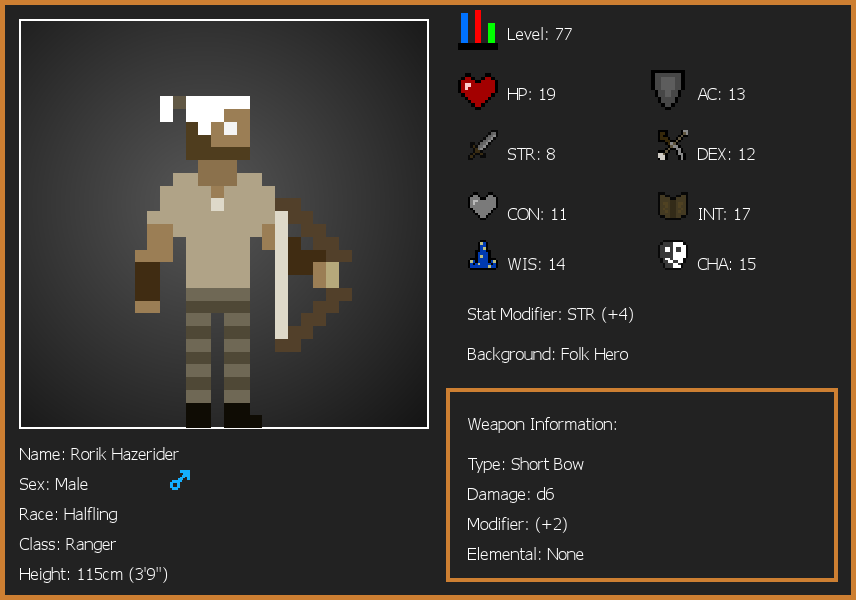 Level: 77
HP: 19
AC: 13
STR: 8
DEX: 12
CON: 11
INT: 17
WIS: 14
CHA: 15
Stat Modifier: STR (+4)
Background: Folk Hero
Weapon Information:
Type: Short Bow
Damage: d6
Modifier: (+2)
Elemental: None
Name: Rorik Hazerider
Sex: Male
Race: Halfling
Class: Ranger
Height: 115cm (3'9")